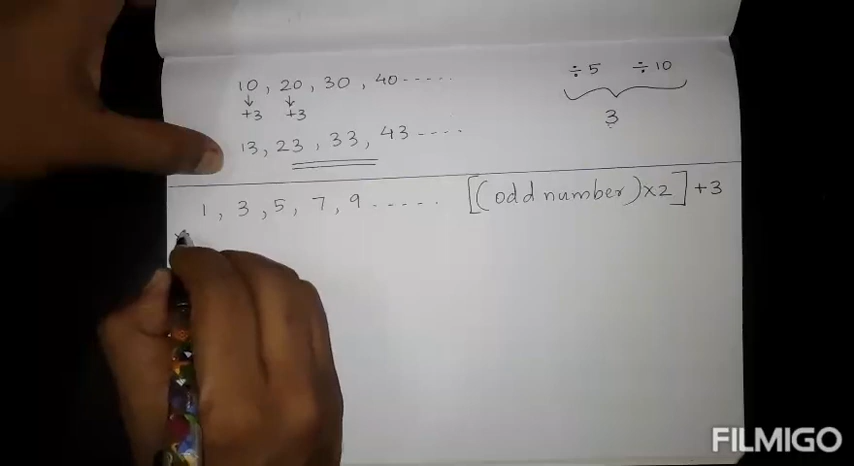 10, 20, 30, 40.....
÷5 ÷10
↓ ↓
+3 +3
3
13, 23, 33, 43....
1, 3, 5, 7, 9......
[(odd number)×2]+3
×
FILMIGO